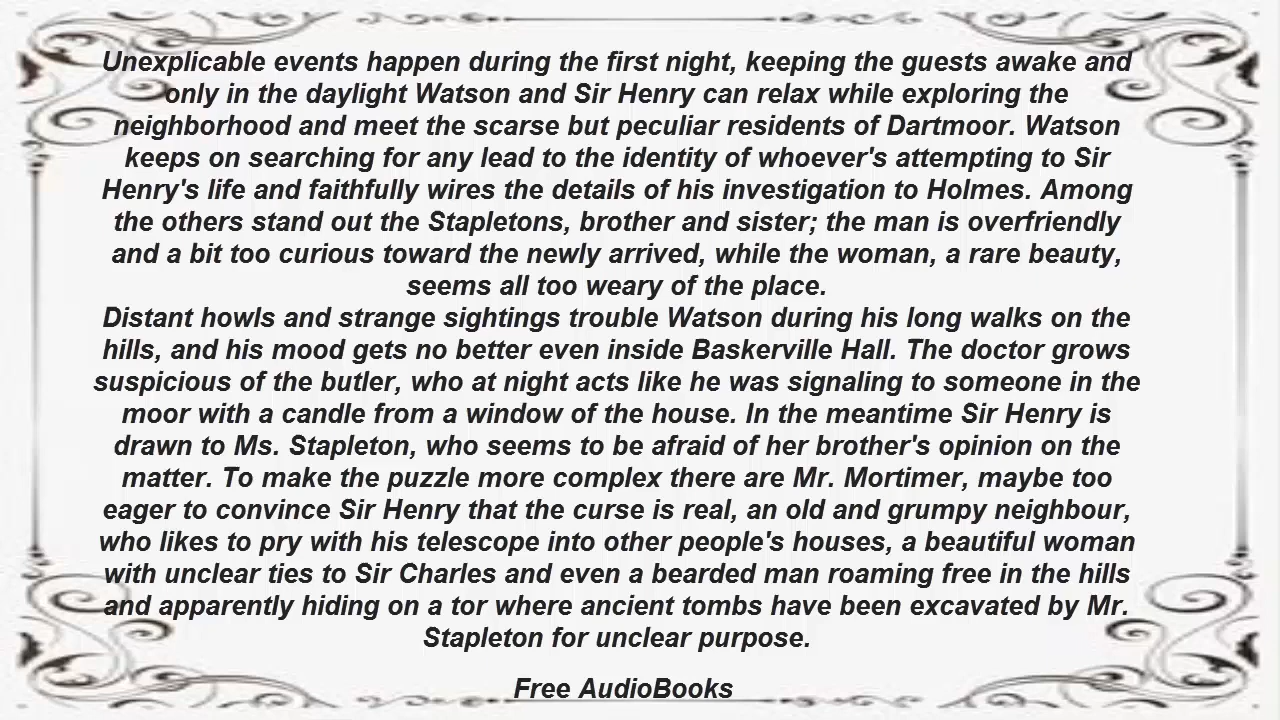 Unexplicable events happen during the first night, keeping the guests awake and
only in the daylight Watson and Sir Henry can relax while exploring the
neighborhood and meet the scarse but peculiar residents of Dartmoor. Watson
keeps on searching for any lead to the identity of whoever's attempting to Sir
Henry's life and faithfully wires the details of his investigation to Holmes. Among
the others stand out the Stapletons, brother and sister; the man is overfriendly
and a bit too curious toward the newly arrived, while the woman, a rare beauty,
seems all too weary of the place.
Distant howls and strange sightings trouble Watson during his long walks on the
hills, and his mood gets no better even inside Baskerville Hall. The doctor grows
suspicious of the butler, who at night acts like he was signaling to someone in the
moor with a candle from a window of the house. In the meantime Sir Henry is
drawn to Ms. Stapleton, who seems to be afraid of her brother's opinion on the
matter. To make the puzzle more complex there are Mr. Mortimer, maybe too
eager to convince Sir Henry that the curse is real, an old and grumpy neighbour,
who likes to pry with his telescope into other people's houses, a beautiful woman
with unclear ties to Sir Charles and even a bearded man roaming free in the hills
and apparently hiding on a tor where ancient tombs have been excavated by Mr.
Stapleton for unclear purpose.
Free AudioBooks